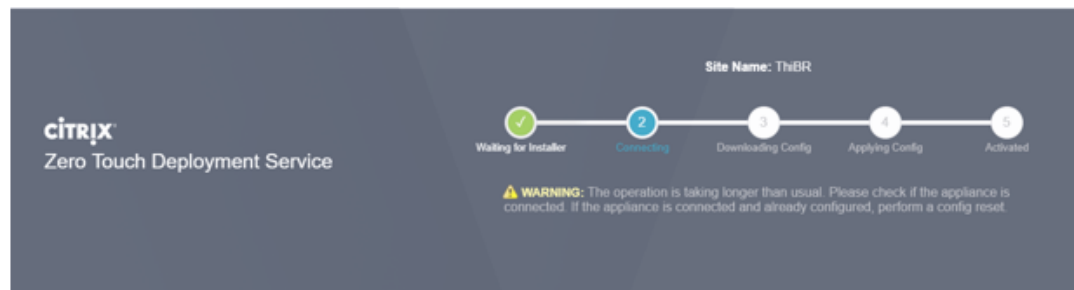 Site Name: ThiBR
CITRIX
Zero Touch Deployment Service
2
3
4
5
Waiting for Installer
Connecting
Downloading Config
Applying Config
Activated
WARNING: The operation is taking longer than usual. Please check if the appliance is
connected. If the appliance is connected and already configured, perform a config reset.